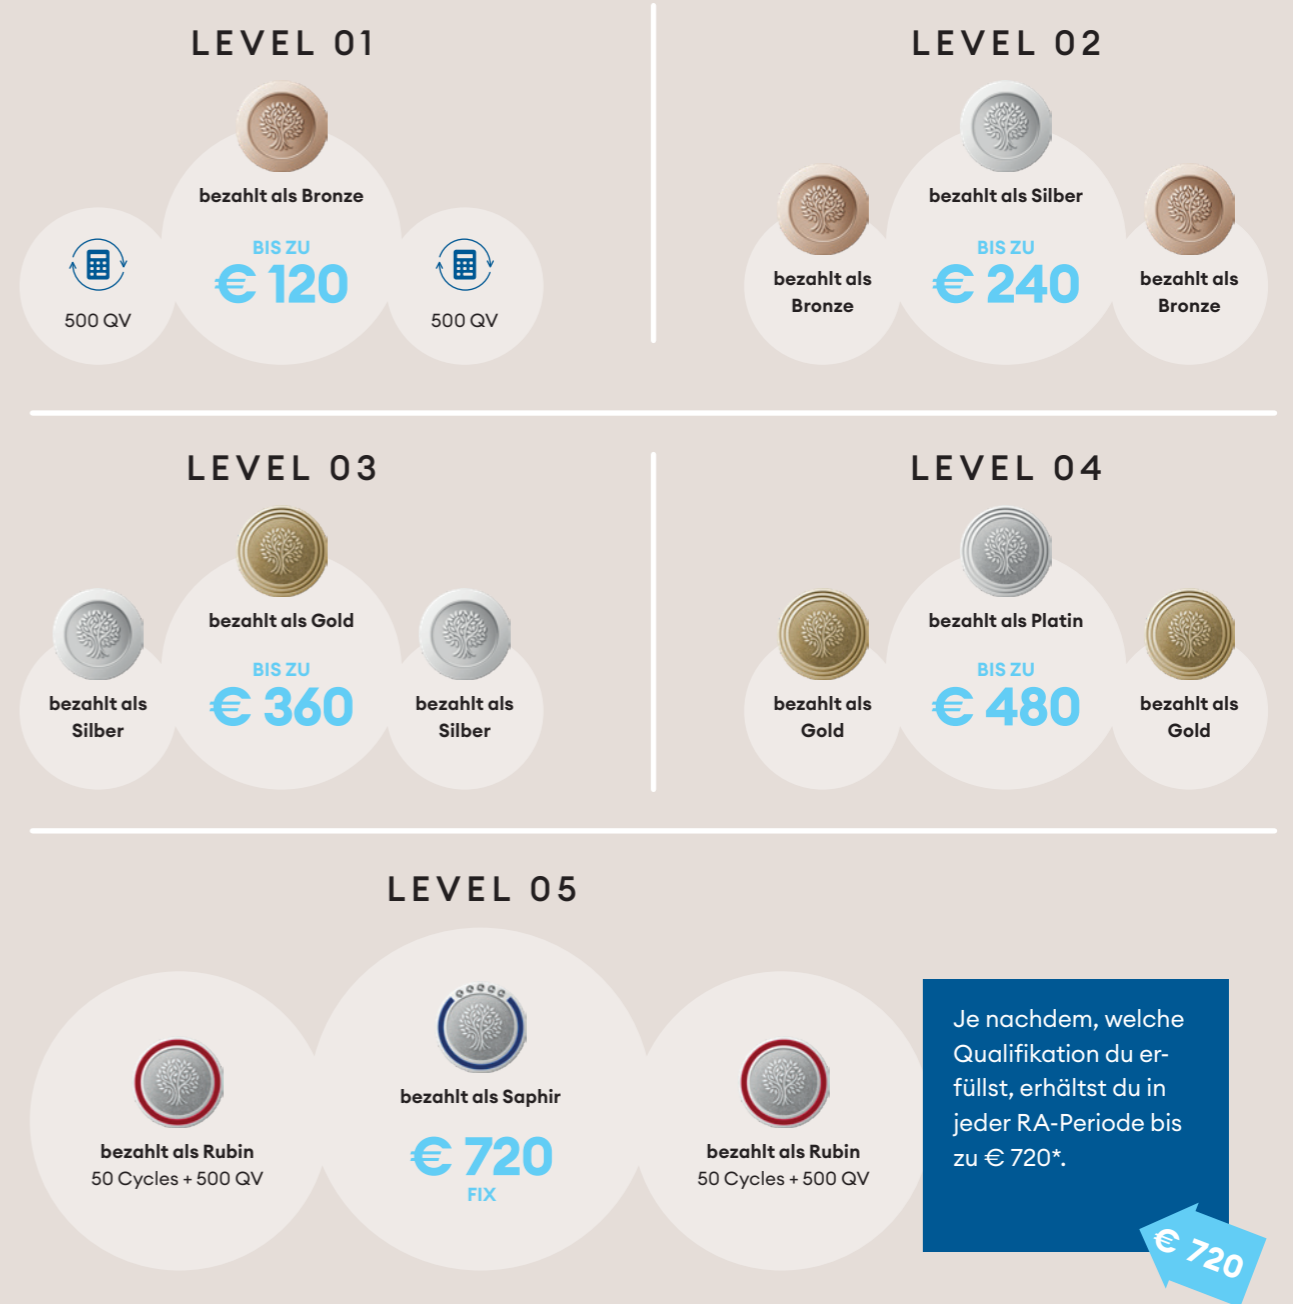 LEVEL 01
bezahlt als Bronze
BIS ZU
€ 120
500 QV
500 QV
LEVEL 02
bezahlt als Silber
BIS ZU
€ 240
bezahlt als
Bronze
bezahlt als
Bronze
LEVEL 03
bezahlt als Gold
BIS ZU
€ 360
bezahlt als
Silber
bezahlt als
Silber
LEVEL 04
bezahlt als Platin
BIS ZU
€ 480
bezahlt als
Gold
bezahlt als
Gold
LEVEL 05
bezahlt als Rubin
50 Cycles + 500 QV
bezahlt als Saphir
€ 720
FIX
bezahlt als Rubin
50 Cycles + 500 QV
Je nachdem, welche
Qualifikation du er-
füllst, erhältst du in
jeder RA-Periode bis
zu € 720*.
€ 720